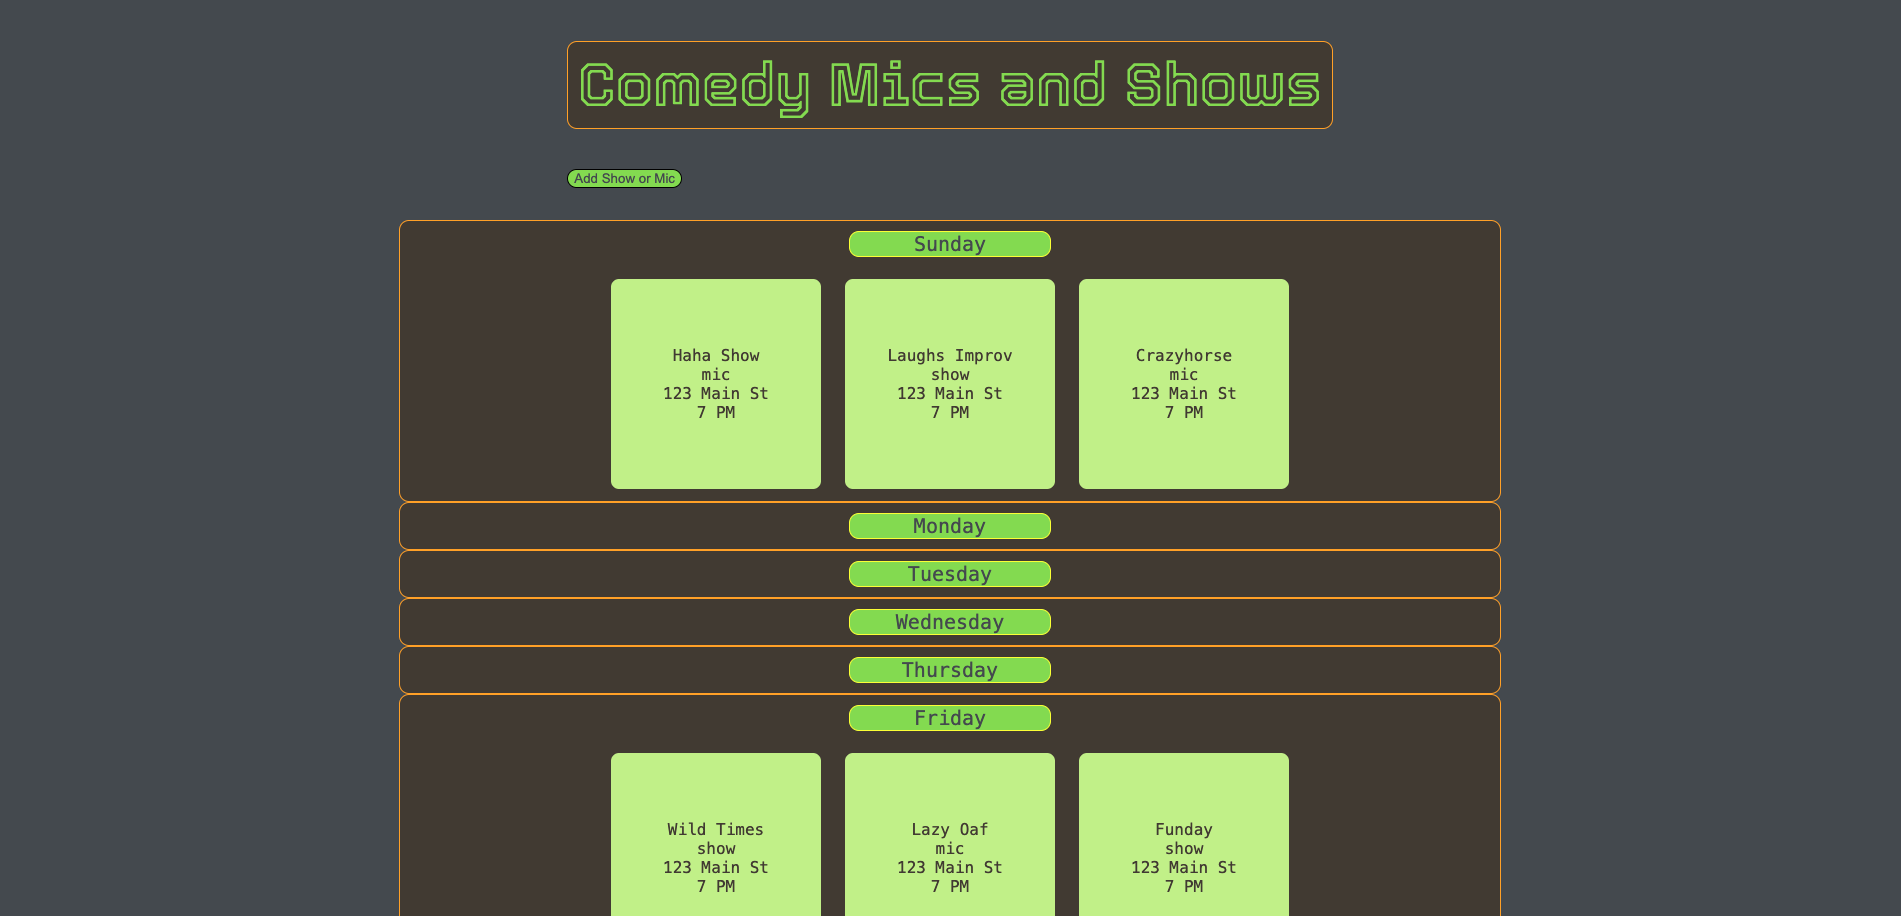 Comedy Mics and Shows
Add Show or Mic
Sunday
Haha Show
mic
123 Main St
7 PM
Laughs Improv
show
123 Main St
7 PM
Crazyhorse
mic
123 Main St
7 PM
Monday
Tuesday
Wednesday
Thursday
Friday
Wild Times
show
123 Main St
7 PM
Lazy Oaf
mic
123 Main St
7 PM
Funday
show
123 Main St
7 PM